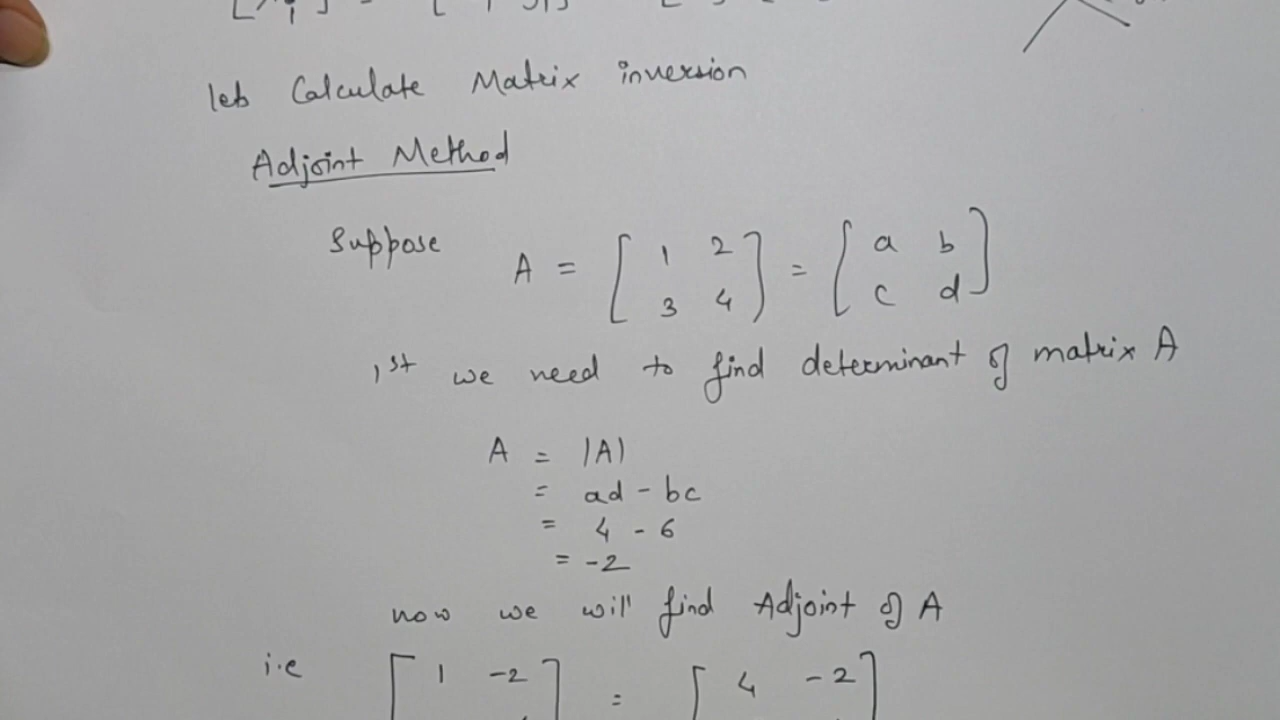 let Calculate Matrix inversion
Adjoint Method
Suppose A = [ 1 2 ] = [ a b ]
3 4 c d
1st we need to find determinant of matrix A
A = |A|
= ad - bc
= 4 - 6
= -2
now we will find Adjoint of A
i.e [ 1 -2 ] = [ 4 -2 ]